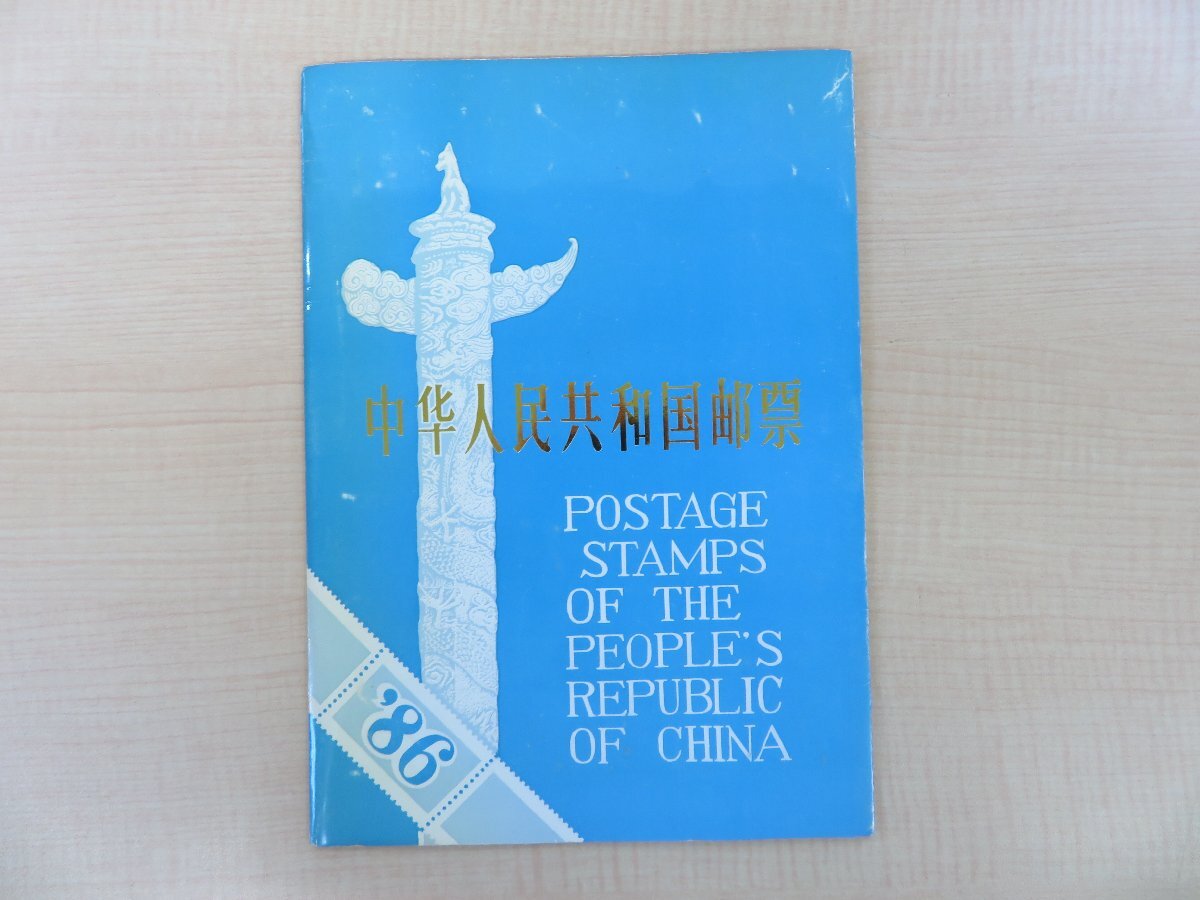 中华人民共和国邮票
POSTAGE
STAMPS
OF THE
PEOPLE'S
REPUBLIC
OF CHINA
'86